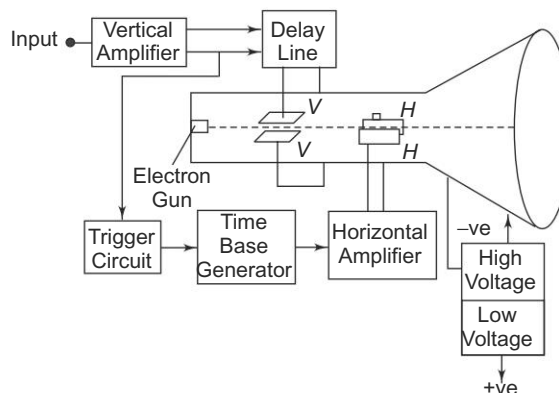 Input
Vertical
Amplifier
Delay
Line
V
H
V
H
Electron
Gun
Trigger
Circuit
Time
Base
Generator
Horizontal
Amplifier
–ve
High
Voltage
Low
Voltage
+ve